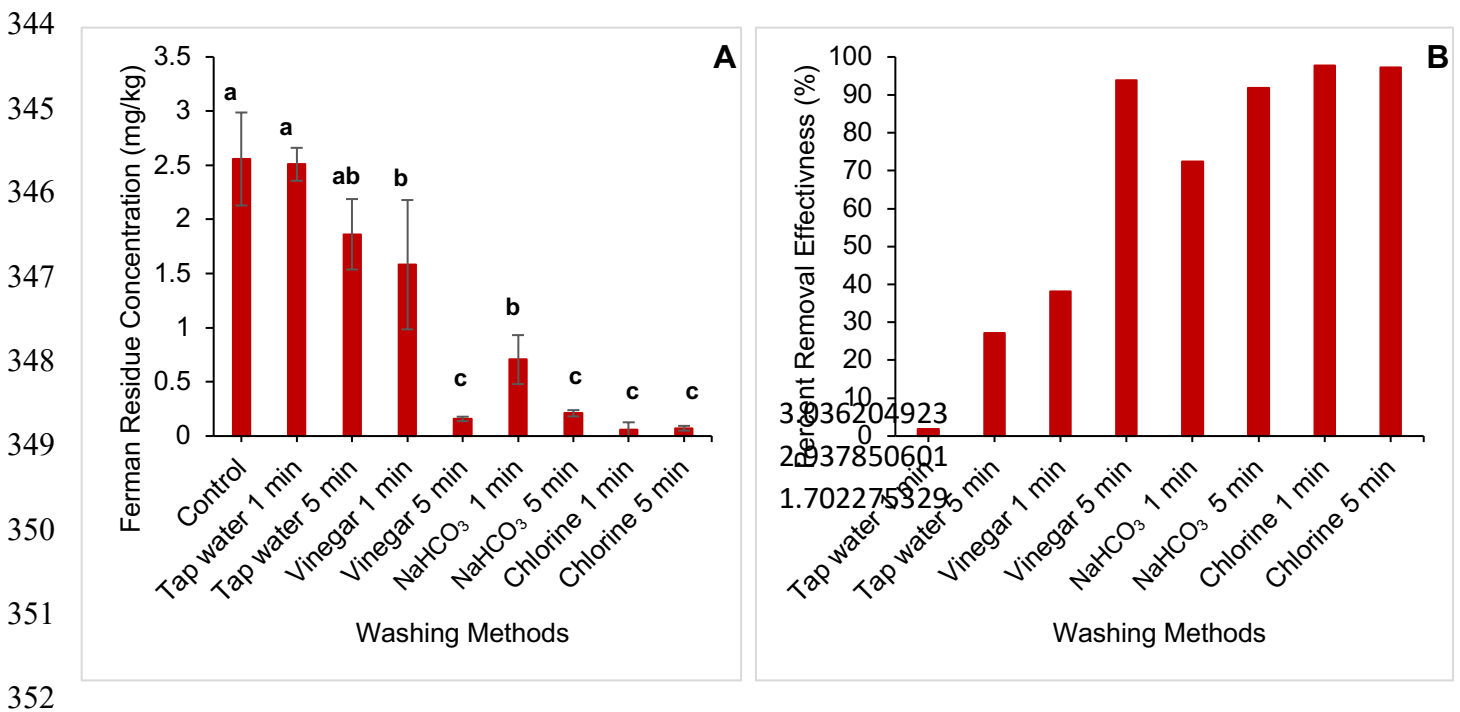 344
345
346
347
348
349
350
351
352
A
Ferman Residue Concentration (mg/kg)
3.5
3
2.5
2
1.5
1
0.5
0
a
a
ab
b
c
b
c
c
c
Control
Tap water 1 min
Tap water 5 min
Vinegar 1 min
Vinegar 5 min
NaHCO₃ 1 min
NaHCO₃ 5 min
Chlorine 1 min
Chlorine 5 min
Washing Methods
B
Percent Removal Effectivness (%)
100
90
80
70
60
50
40
30
20
10
0
3.036204923
2.937850601
1.702275329
Tap water 1 min
Tap water 5 min
Vinegar 1 min
Vinegar 5 min
NaHCO₃ 1 min
NaHCO₃ 5 min
Chlorine 1 min
Chlorine 5 min
Washing Methods